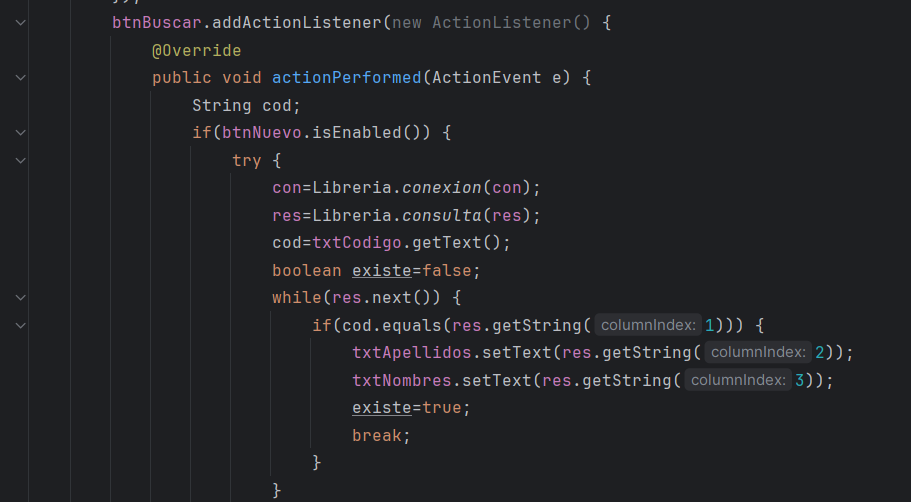 });
btnBuscar.addActionListener(new ActionListener() {
@Override
public void actionPerformed(ActionEvent e) {
String cod;
if(btnNuevo.isEnabled()) {
try {
con=Libreria.conexion(con);
res=Libreria.consulta(res);
cod=txtCodigo.getText();
boolean existe=false;
while(res.next()) {
if(cod.equals(res.getString( columnIndex: 1))) {
txtApellidos.setText(res.getString( columnIndex: 2));
txtNombres.setText(res.getString( columnIndex: 3));
existe=true;
break;
}
}